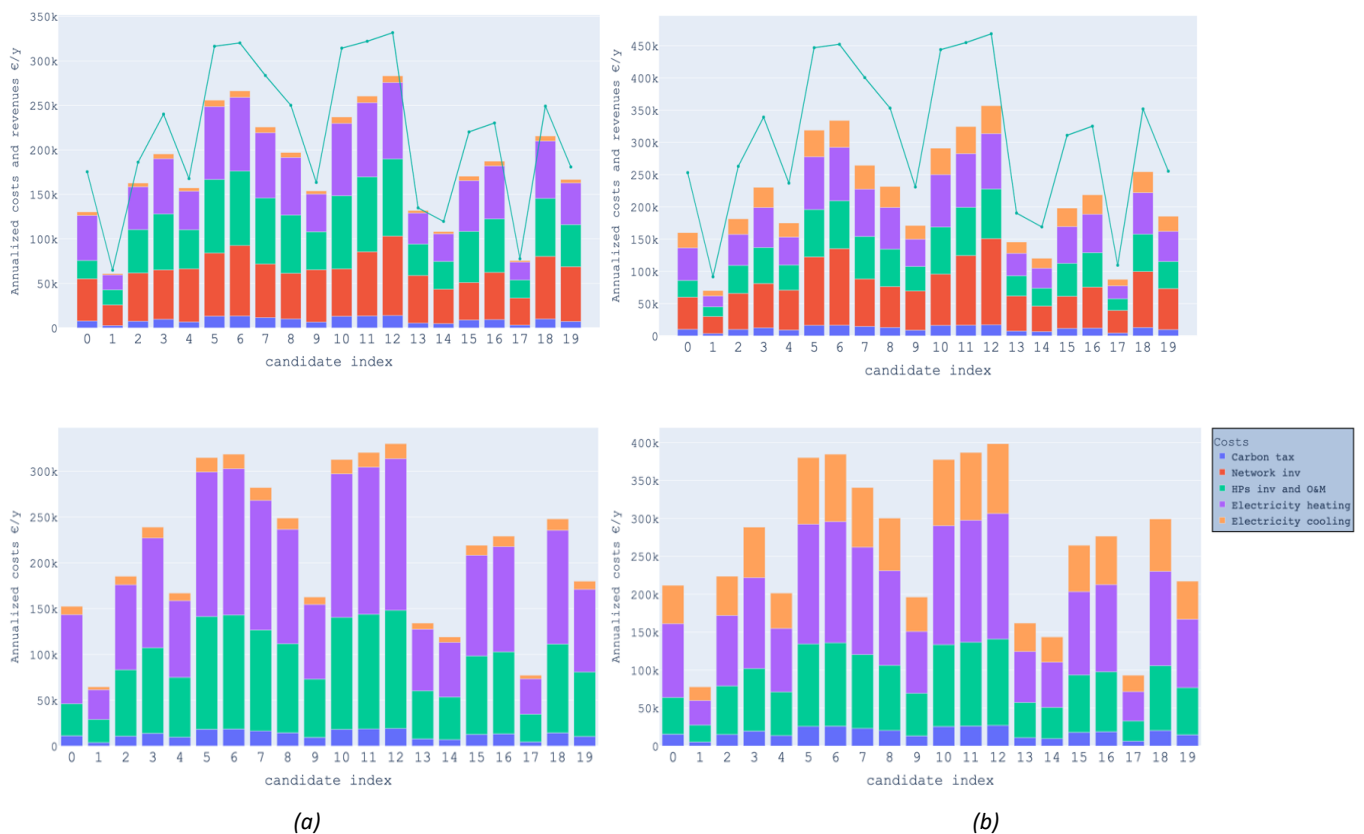 Annualized costs and revenues €/y
350k
300k
250k
200k
150k
100k
50k
0
0 1 2 3 4 5 6 7 8 9 10 11 12 13 14 15 16 17 18 19
candidate index
Annualized costs and revenues €/y
450k
400k
350k
300k
250k
200k
150k
100k
50k
0
0 1 2 3 4 5 6 7 8 9 10 11 12 13 14 15 16 17 18 19
candidate index
Annualized costs €/y
300k
250k
200k
150k
100k
50k
0
0 1 2 3 4 5 6 7 8 9 10 11 12 13 14 15 16 17 18 19
candidate index
(a)
Annualized costs €/y
400k
350k
300k
250k
200k
150k
100k
50k
0
0 1 2 3 4 5 6 7 8 9 10 11 12 13 14 15 16 17 18 19
candidate index
(b)
Costs
Carbon tax
Network inv
HPs inv and O&M
Electricity heating
Electricity cooling